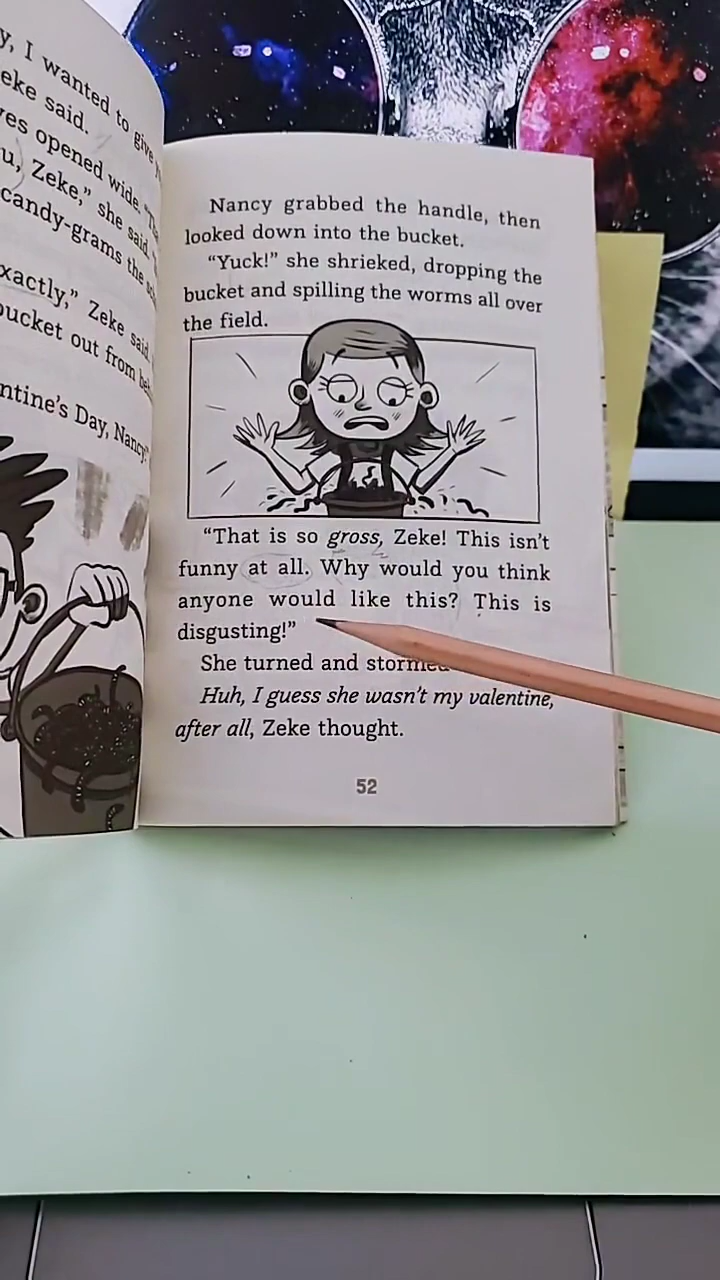 y, I wanted to give
eke said.
yes opened wide.
u, Zeke," she said.
candy-grams the
xactly," Zeke said.
bucket out from
ntine's Day, Nancy
Nancy grabbed the handle, then
looked down into the bucket.
"Yuck!" she shrieked, dropping the
bucket and spilling the worms all over
the field.
"That is so gross, Zeke! This isn't
funny at all. Why would you think
anyone would like this? This is
disgusting!"
She turned and stormed
Huh, I guess she wasn't my valentine,
after all, Zeke thought.
52